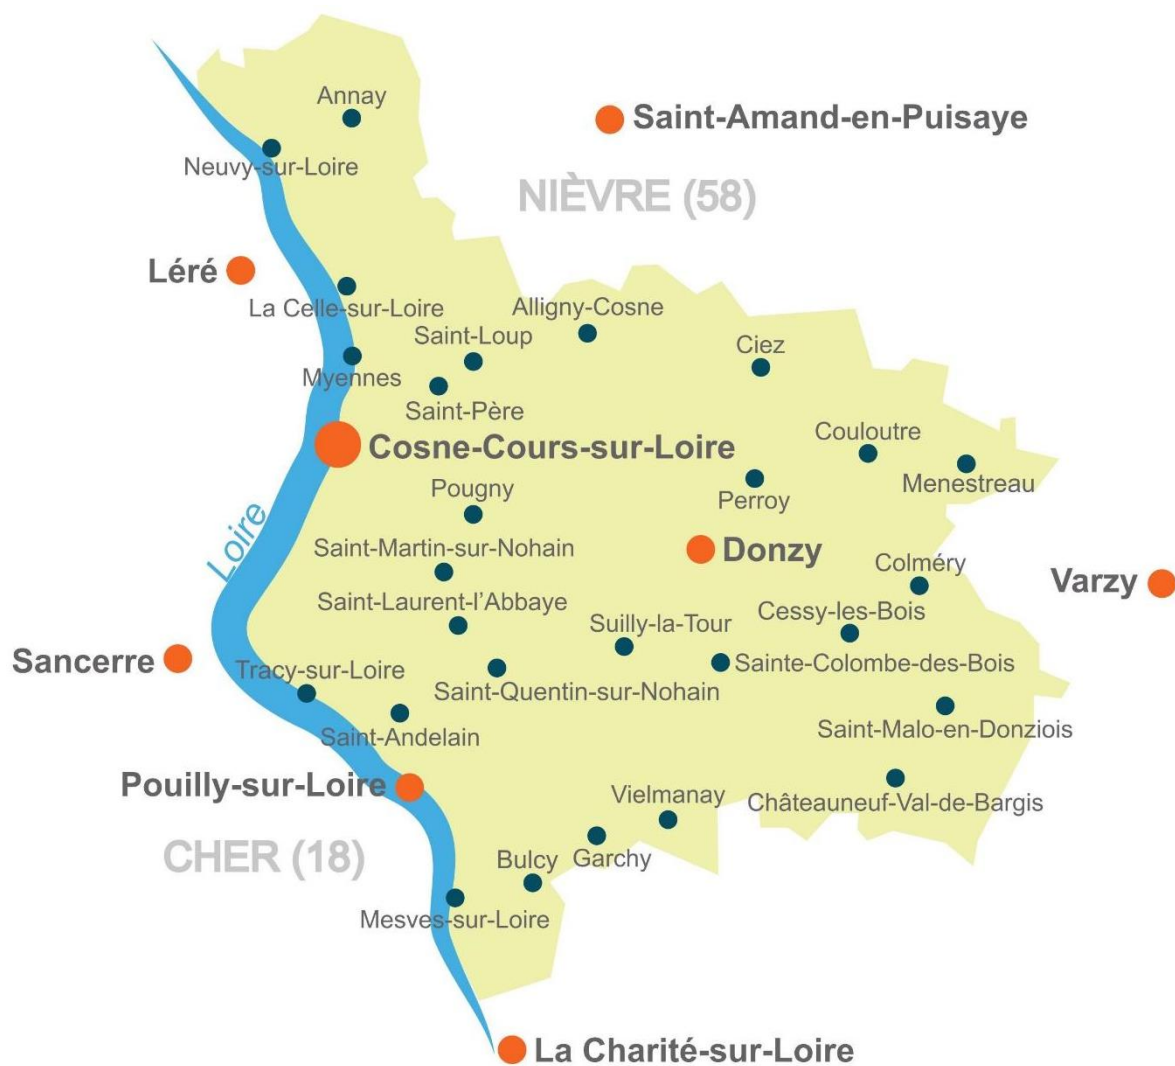 Annay
Saint-Amand-en-Puisaye
Neuvy-sur-Loire
NIÈVRE (58)
Léré
La Celle-sur-Loire
Alligny-Cosne
Saint-Loup
Ciez
Myennes
Saint-Père
Cosne-Cours-sur-Loire
Couloutre
Menestreau
Pougny
Perroy
Loire
Saint-Martin-sur-Nohain
Donzy
Colméry
Varzy
Saint-Laurent-l'Abbaye
Cessy-les-Bois
Suilly-la-Tour
Sancerre
Tracy-sur-Loire
Sainte-Colombe-des-Bois
Saint-Quentin-sur-Nohain
Saint-Andelain
Saint-Malo-en-Donziois
Pouilly-sur-Loire
Vielmanay
Châteauneuf-Val-de-Bargis
CHER (18)
Bulcy
Garchy
Mesves-sur-Loire
La Charité-sur-Loire